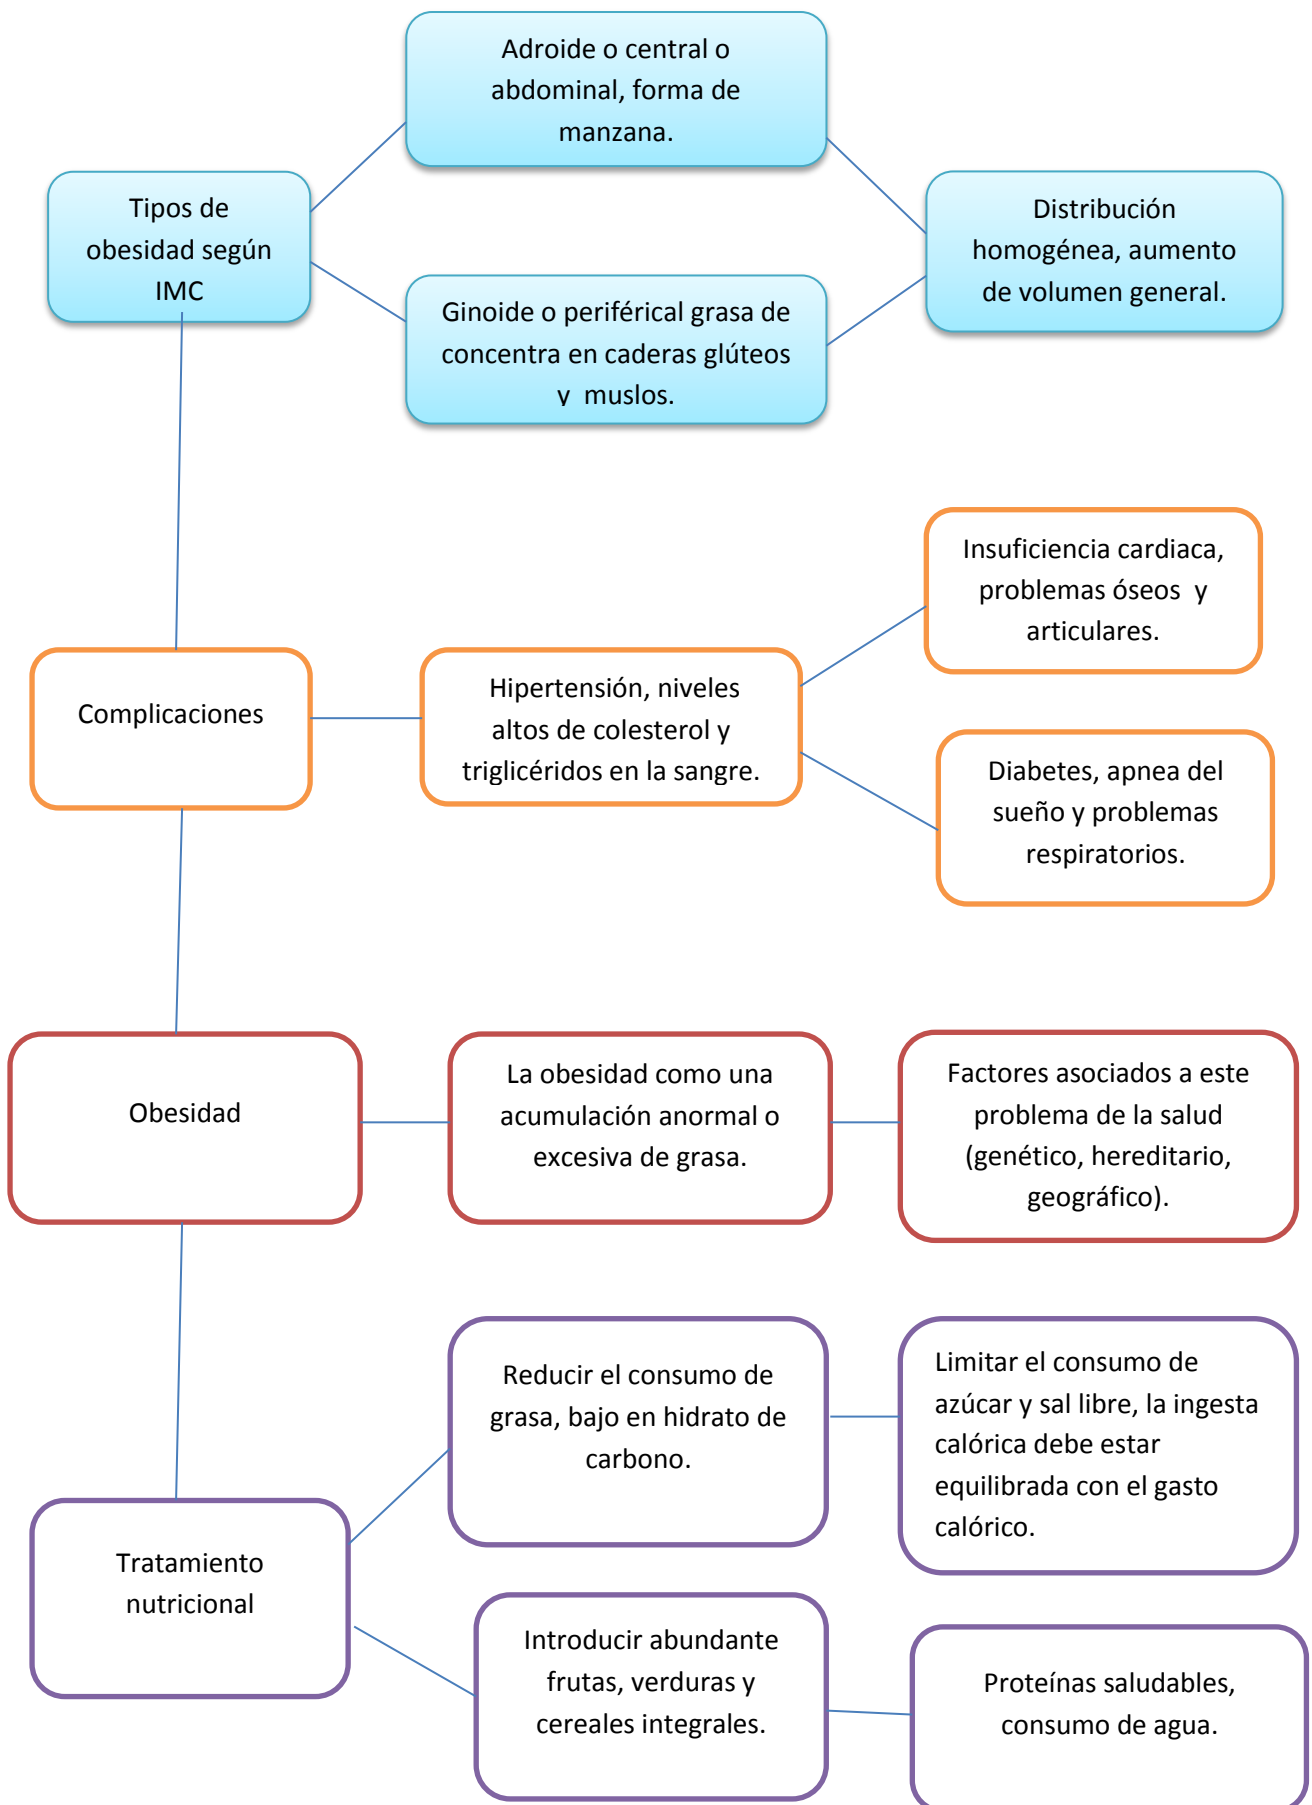 Adroide o central o
abdominal, forma de
manzana.
Tipos de
obesidad según
IMC
Distribución
homogénea, aumento
de volumen general.
Ginoide o periférical grasa de
concentra en caderas glúteos
y muslos.
Insuficiencia cardiaca,
problemas óseos y
articulares.
Complicaciones
Hipertensión, niveles
altos de colesterol y
triglicéridos en la sangre.
Diabetes, apnea del
sueño y problemas
respiratorios.
Obesidad
La obesidad como una
acumulación anormal o
excesiva de grasa.
Factores asociados a este
problema de la salud
(genético, hereditario,
geográfico).
Reducir el consumo de
grasa, bajo en hidrato de
carbono.
Limitar el consumo de
azúcar y sal libre, la ingesta
calórica debe estar
equilibrada con el gasto
calórico.
Tratamiento
nutricional
Introducir abundante
frutas, verduras y
cereales integrales.
Proteínas saludables,
consumo de agua.